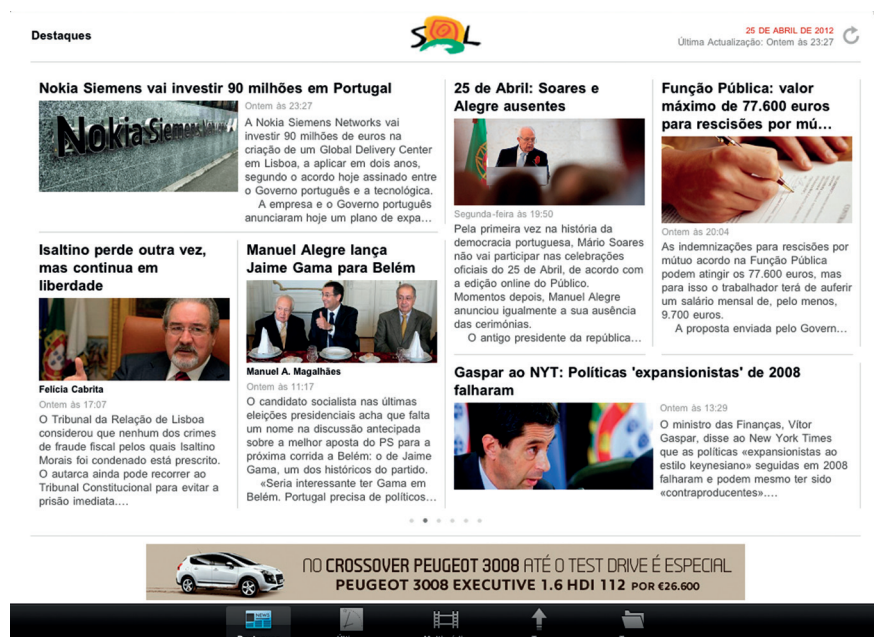 Destaques
SOL
25 DE ABRIL DE 2012
Última Actualização: Ontem às 23:27
Nokia Siemens vai investir 90 milhões em Portugal
Nokia Siemens Networks
Ontem às 23:27
A Nokia Siemens Networks vai
investir 90 milhões de euros na
criação de um Global Delivery Center
em Lisboa, a aplicar em dois anos,
segundo o acordo hoje assinado entre
o Governo português e a tecnológica.
A empresa e o Governo português
anunciaram hoje um plano de expa...
25 de Abril: Soares e
Alegre ausentes
Segunda-feira às 19:50
Pela primeira vez na história da
democracia portuguesa, Mário Soares
não vai participar nas celebrações
oficiais do 25 de Abril, de acordo com
a edição online do Público.
Momentos depois, Manuel Alegre
anunciou igualmente a sua ausência
das cerimónias.
O antigo presidente da república...
Função Pública: valor
máximo de 77.600 euros
para rescisões por mú...
Ontem às 20:04
As indemnizações para rescisões por
mútuo acordo na Função Pública
podem atingir os 77.600 euros, mas
para isso o trabalhador terá de auferir
um salário mensal de, pelo menos,
9.700 euros.
A proposta enviada pelo Govern...
Isaltino perde outra vez,
mas continua em
liberdade
Felícia Cabrita
Ontem às 17:07
O Tribunal da Relação de Lisboa
considerou que nenhum dos crimes
de fraude fiscal pelos quais Isaltino
Morais foi condenado está prescrito.
O autarca ainda pode recorrer ao
Tribunal Constitucional para evitar a
prisão imediata....
Manuel Alegre lança
Jaime Gama para Belém
Manuel A. Magalhães
Ontem às 11:17
O candidato socialista nas últimas
eleições presidenciais acha que falta
um nome na discussão antecipada
sobre a melhor aposta do PS para a
próxima corrida a Belém: o de Jaime
Gama, um dos históricos do partido.
«Seria interessante ter Gama em
Belém. Portugal precisa de políticos...
Gaspar ao NYT: Políticas 'expansionistas' de 2008
falharam
Ontem às 13:29
O ministro das Finanças, Vítor
Gaspar, disse ao New York Times
que as políticas «expansionistas ao
estilo keynesiano» seguidas em 2008
falharam e podem mesmo ter sido
«contraproducentes»....
NO CROSSOVER PEUGEOT 3008 ATÉ O TEST DRIVE É ESPECIAL
PEUGEOT 3008 EXECUTIVE 1.6 HDI 112 POR €26.600